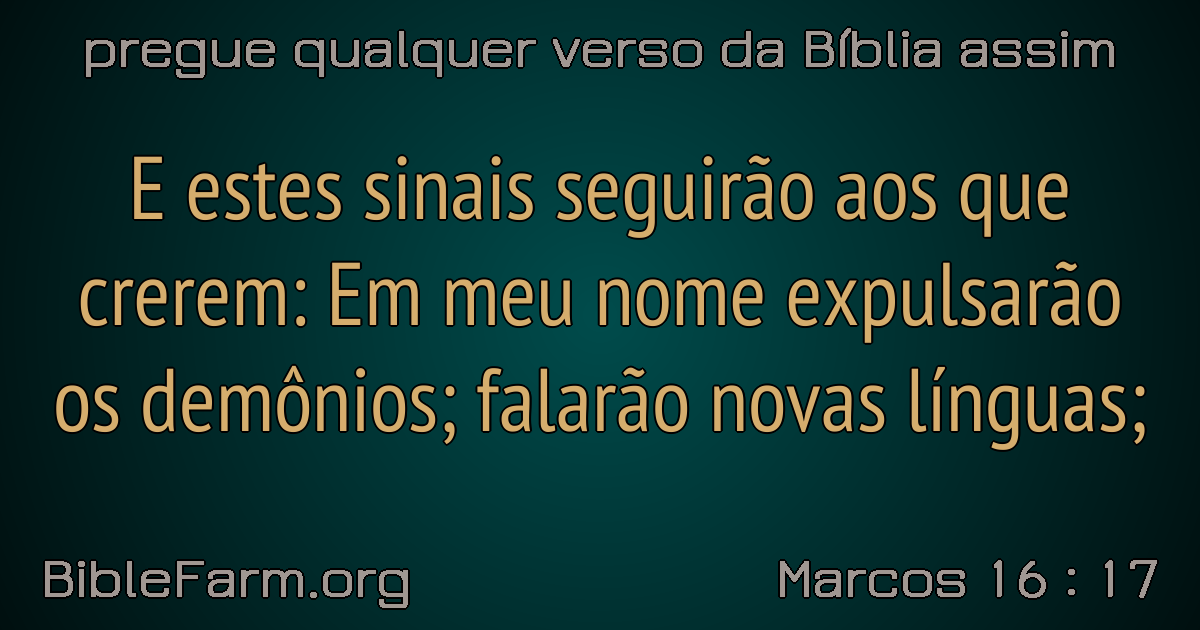 pregue qualquer verso da Bíblia assim
E estes sinais seguirão aos que
crerem: Em meu nome expulsarão
os demônios; falarão novas línguas;
BibleFarm.org
Marcos 16 : 17